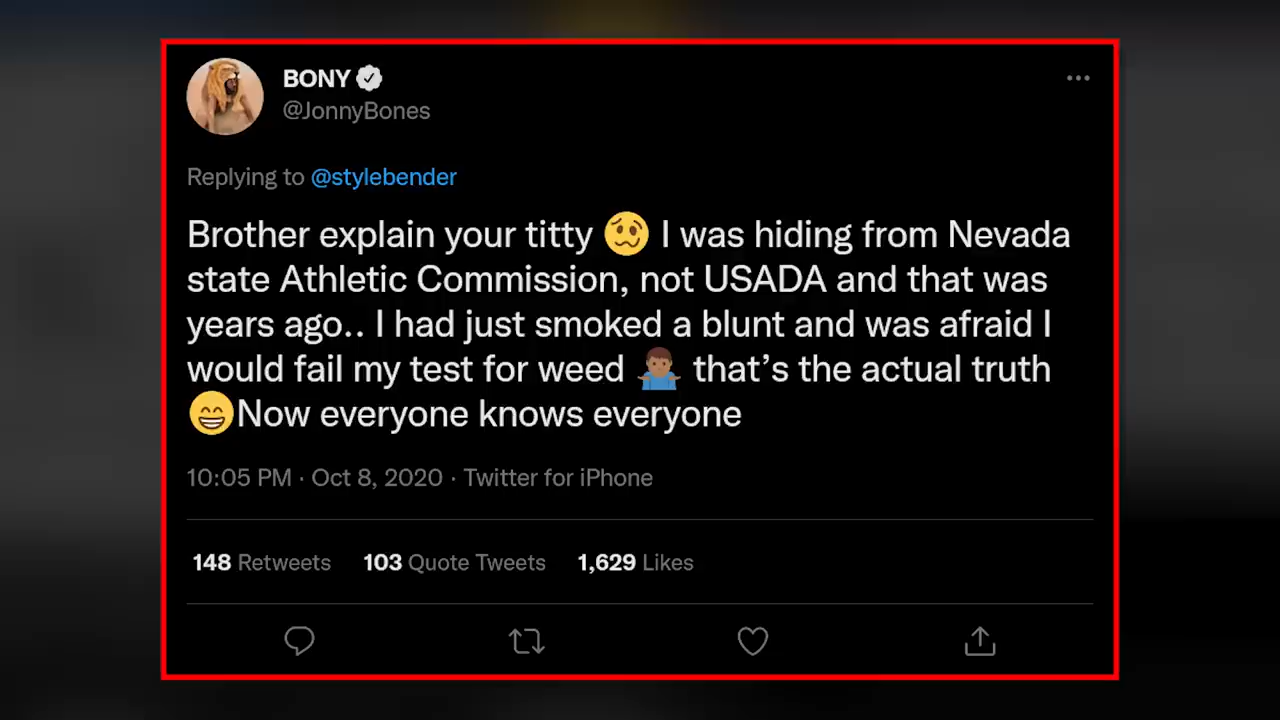 BONY
@JonnyBones
Replying to @stylebender
Brother explain your titty 🥴 I was hiding from Nevada
state Athletic Commission, not USADA and that was
years ago.. I had just smoked a blunt and was afraid I
would fail my test for weed 🤷🏾‍♂️ that’s the actual truth
😁Now everyone knows everyone
10:05 PM · Oct 8, 2020 · Twitter for iPhone
148 Retweets 103 Quote Tweets 1,629 Likes